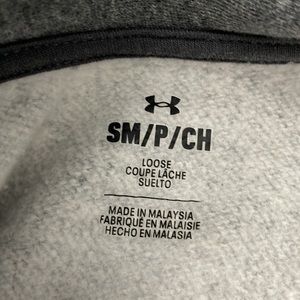 SM/P/CH
LOOSE
COUPE LÂCHE
SUELTO
MADE IN MALAYSIA
FABRIQUÉ EN MALAISIE
HECHO EN MALASIA